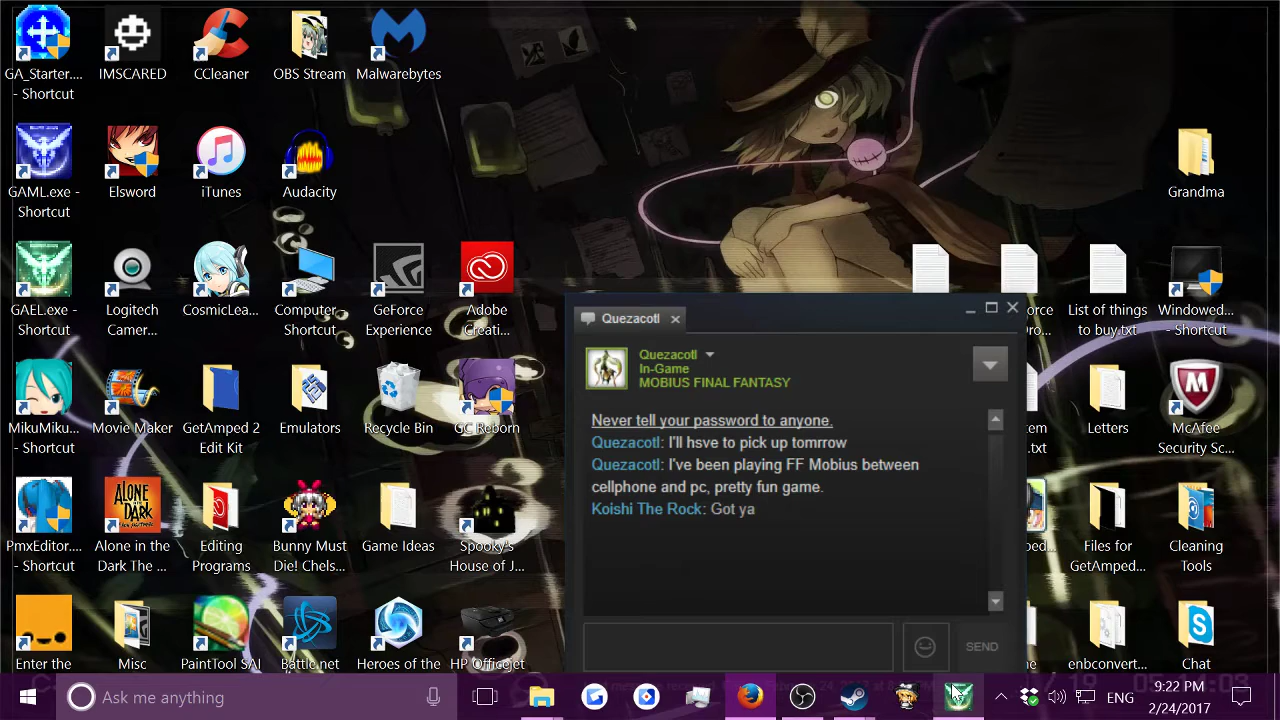 GA_Starter....
- Shortcut
IMSCARED
CCleaner
OBS Stream
Malwarebytes
GAML.exe -
Shortcut
Elsword
iTunes
Audacity
Grandma
GAEL.exe -
Shortcut
Logitech
Camer...
CosmicLea...
Computer -
Shortcut
GeForce
Experience
Adobe
Creati...
List of things
to buy.txt
Windowed...
- Shortcut
MikuMiku...
- Shortcut
Movie Maker
GetAmped 2
Edit Kit
Emulators
Recycle Bin
GC Reborn
Letters
McAfee
Security Sc...
PmxEditor....
- Shortcut
ALONE
IN THE
DARK
Alone in the
Dark The ...
Editing
Programs
Bunny Must
Die! Chels...
Game Ideas
Spooky's
House of J...
Files for
GetAmped...
Cleaning
Tools
Enter the
Misc
PaintTool SAI
Battle.net
Heroes of the
HP Officejet
enbconvert...
Chat
Quezacotl
Quezacotl
In-Game
MOBIUS FINAL FANTASY
Never tell your password to anyone.
Quezacotl: I'll hsve to pick up tomrrow
Quezacotl: I've been playing FF Mobius between
cellphone and pc, pretty fun game.
Koishi The Rock: Got ya
SEND
Ask me anything
ENG
9:22 PM
2/24/2017